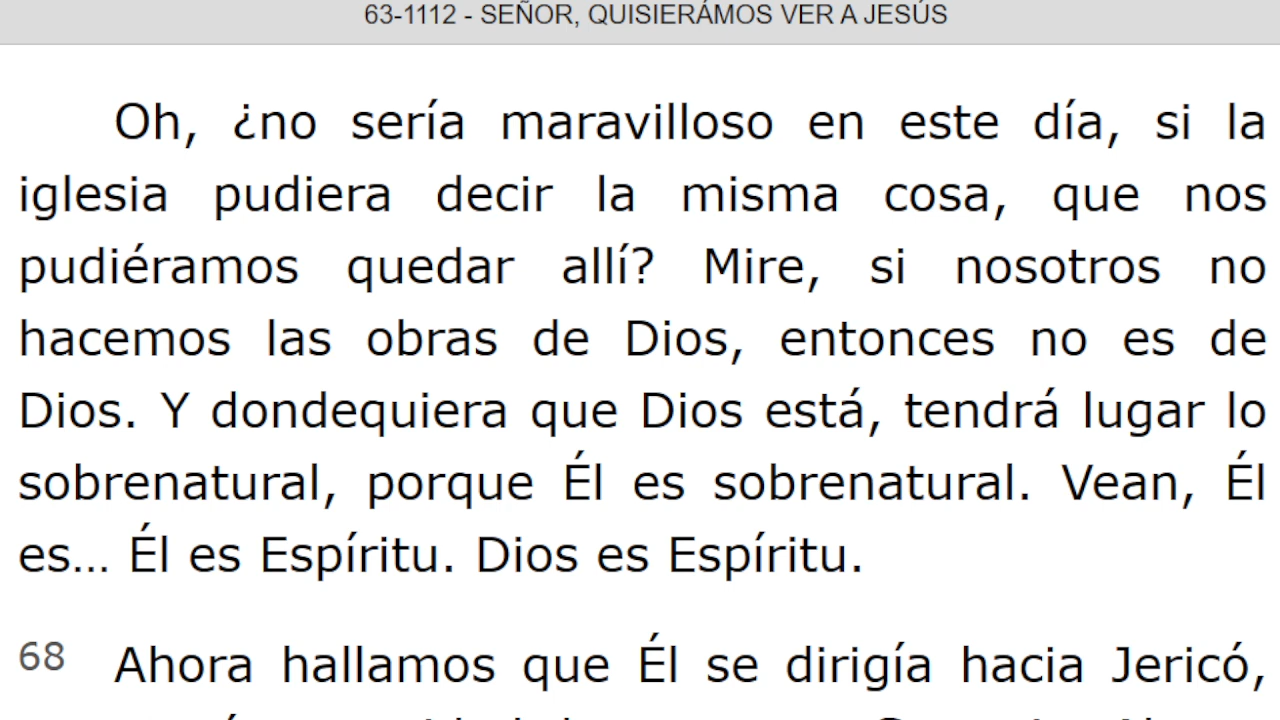 63-1112 - SEÑOR, QUISIERÁMOS VER A JESÚS
Oh, ¿no sería maravilloso en este día, si la
iglesia pudiera decir la misma cosa, que nos
pudiéramos quedar allí? Mire, si nosotros no
hacemos las obras de Dios, entonces no es de
Dios. Y dondequiera que Dios está, tendrá lugar lo
sobrenatural, porque Él es sobrenatural. Vean, Él
es… Él es Espíritu. Dios es Espíritu.
68 Ahora hallamos que Él se dirigía hacia Jericó,